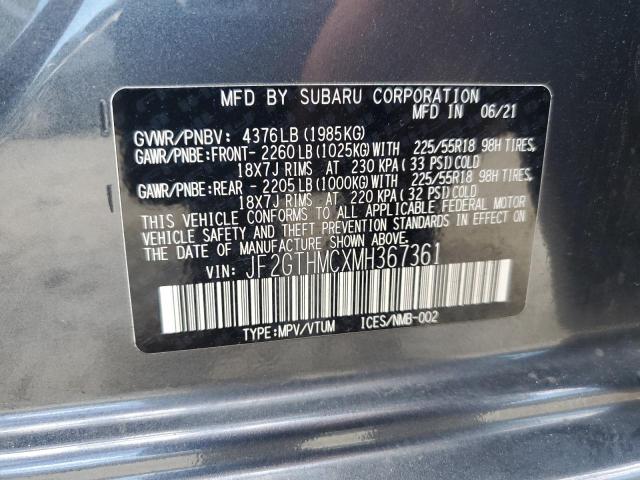 MFD BY SUBARU CORPORATION
MFD IN 06/21
GVWR/PNBV: 4376LB(1985KG)
GAWR/PNBE:FRONT- 2260LB(1025KG)WITH 225/55R18 98H TIRES,
18X7J RIMS AT 230 KPA(33 PSI)COLD
GAWR/PNBE:REAR - 2205LB(1000KG)WITH 225/55R18 98H TIRES,
18X7J RIMS AT 220 KPA(32 PSI)COLD
THIS VEHICLE CONFORMS TO ALL APPLICABLE FEDERAL MOTOR
VEHICLE SAFETY AND THEFT PREVENTION STANDARDS IN EFFECT ON
THE DATE OF MANUFACTURE SHOWN ABOVE.
VIN: JF2GTHMCXMH367361
TYPE:MPV/VTUM ICES/NMB-002